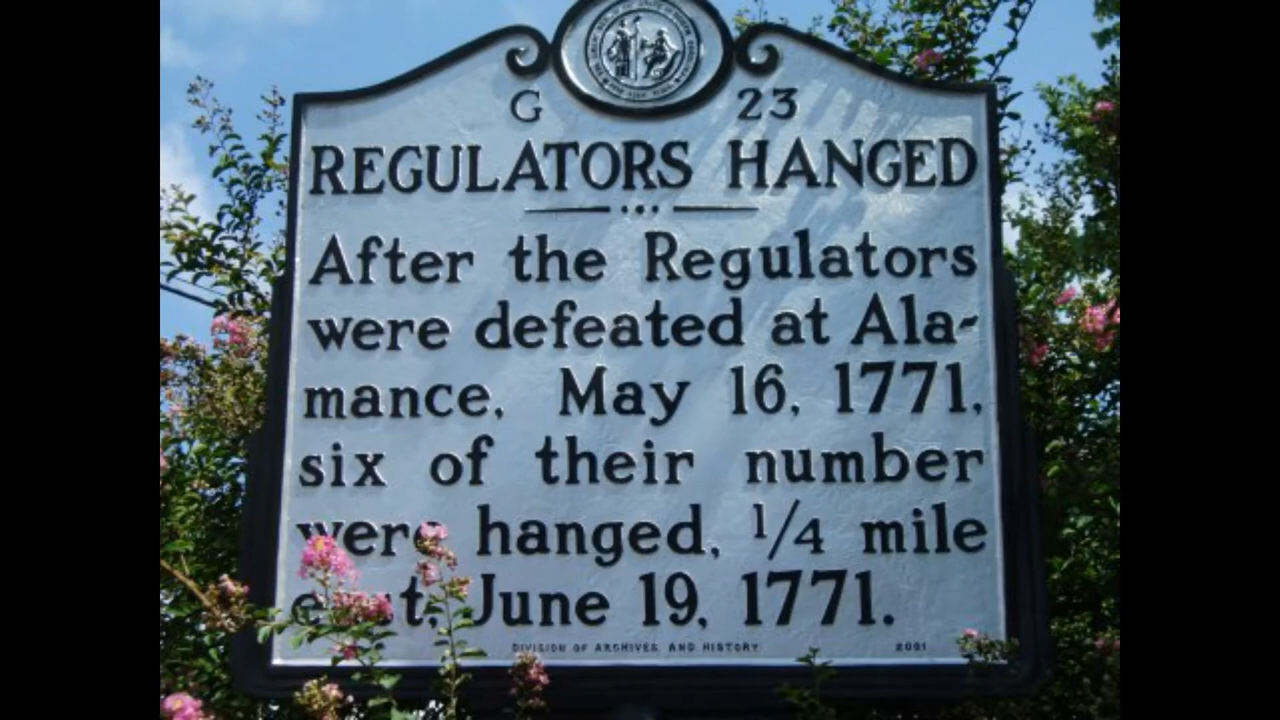 G 23
REGULATORS HANGED
After the Regulators
were defeated at Ala-
mance, May 16, 1771,
six of their number
were hanged, 1/4 mile
east, June 19, 1771.
DIVISION OF ARCHIVES AND HISTORY 2001